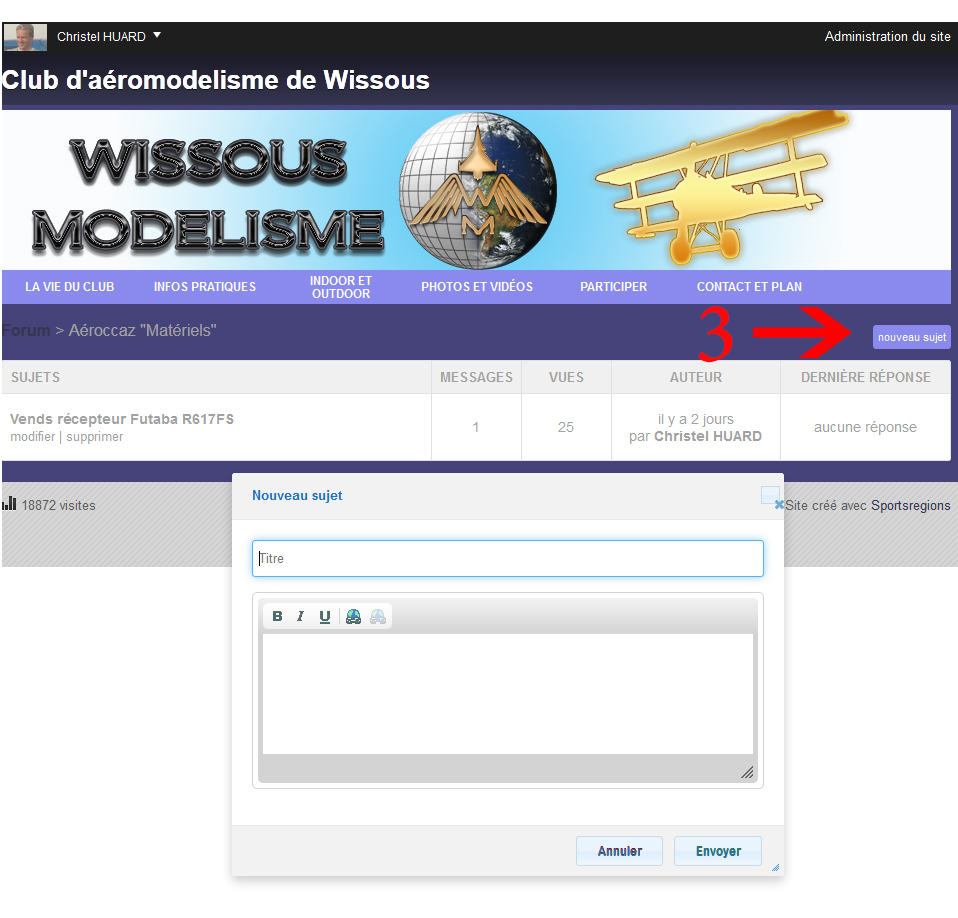 Christel HUARD
Administration du site
Club d'aéromodelisme de Wissous
WISSOUS
MODELISME
WM
LA VIE DU CLUB
INFOS PRATIQUES
INDOOR ET
OUTDOOR
PHOTOS ET VIDÉOS
PARTICIPER
CONTACT ET PLAN
Forum > Aéroccaz "Matériels"
3
nouveau sujet
SUJETS MESSAGES VUES AUTEUR DERNIÈRE RÉPONSE
Vends récepteur Futaba R617FS
modifier | supprimer
1
25
il y a 2 jours
par Christel HUARD
aucune réponse
18872 visites
Site créé avec Sportsregions
Nouveau sujet
Titre
B I U
Annuler
Envoyer